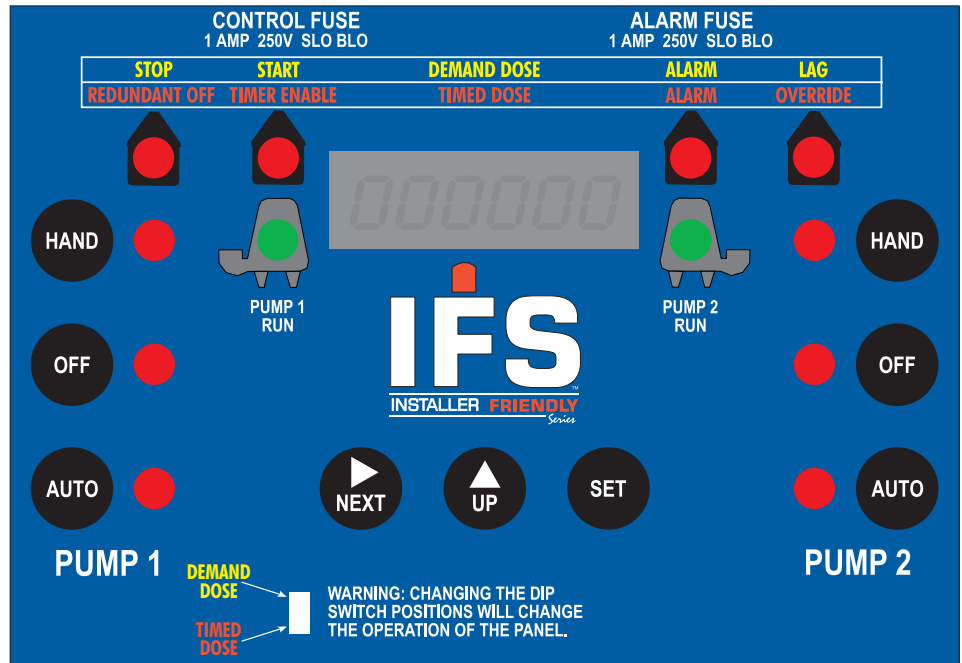 CONTROL FUSE
1 AMP 250V SLO BLO
ALARM FUSE
1 AMP 250V SLO BLO
STOP START DEMAND DOSE ALARM LAG
REDUNDANT OFF TIMER ENABLE TIMED DOSE ALARM OVERRIDE
000000
HAND
HAND
PUMP 1
RUN
PUMP 2
RUN
IFS™
INSTALLER FRIENDLY
Series
OFF
OFF
AUTO
NEXT
UP
SET
AUTO
PUMP 1
PUMP 2
DEMAND
DOSE
TIMED
DOSE
WARNING: CHANGING THE DIP
SWITCH POSITIONS WILL CHANGE
THE OPERATION OF THE PANEL.